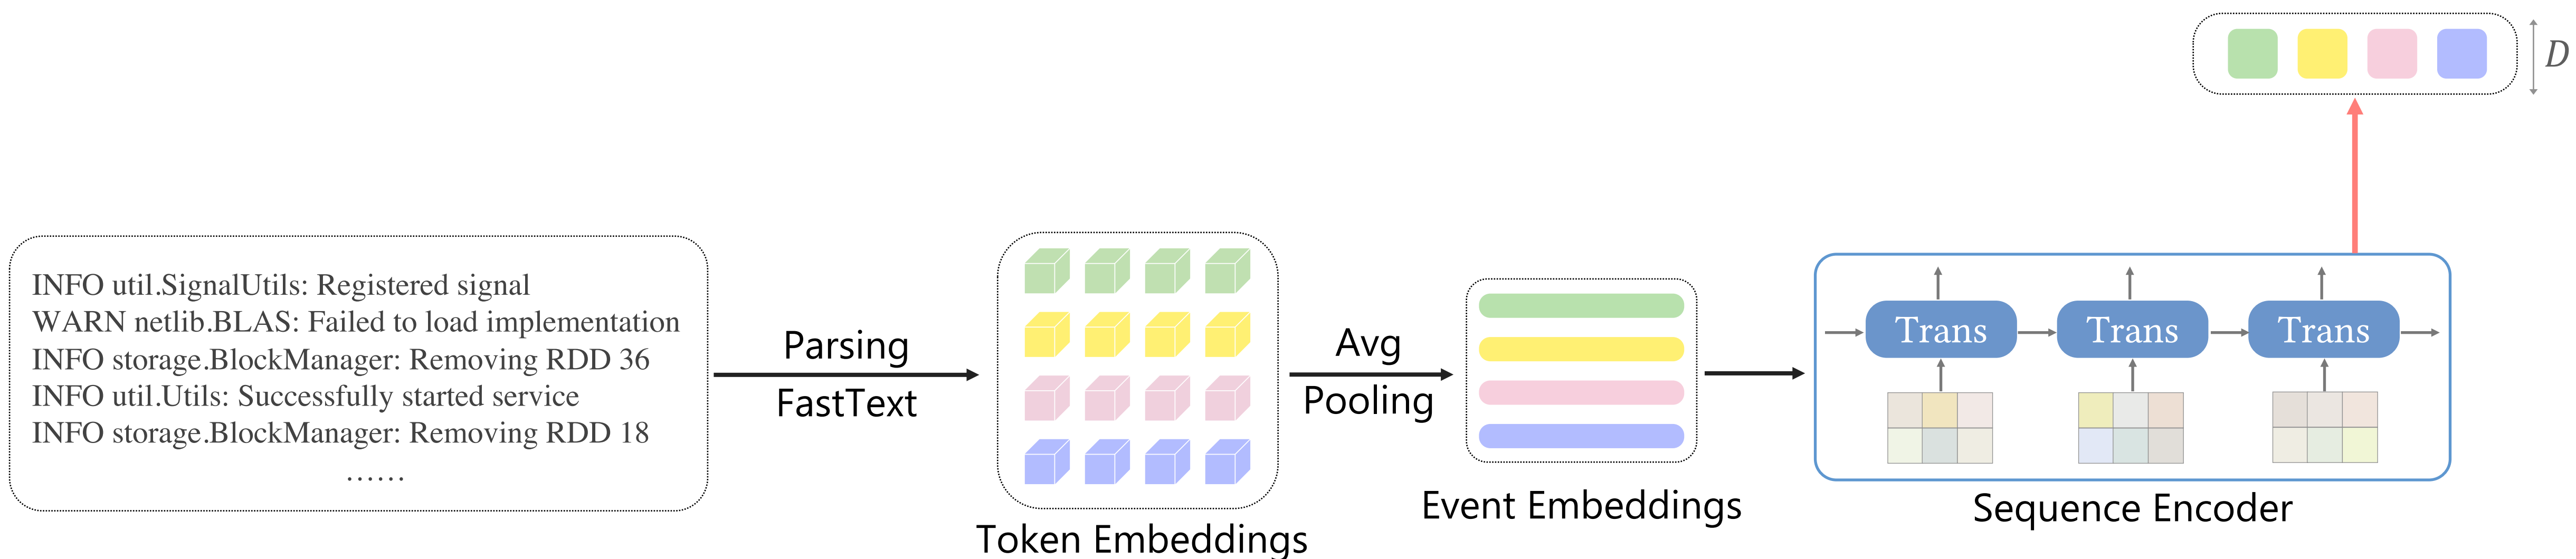 D
INFO util.SignalUtils: Registered signal
WARN netlib.BLAS: Failed to load implementation
INFO storage.BlockManager: Removing RDD 36
INFO util.Utils: Successfully started service
INFO storage.BlockManager: Removing RDD 18
……
Parsing
FastText
Token Embeddings
Avg
Pooling
Event Embeddings
Trans
Trans
Trans
Sequence Encoder